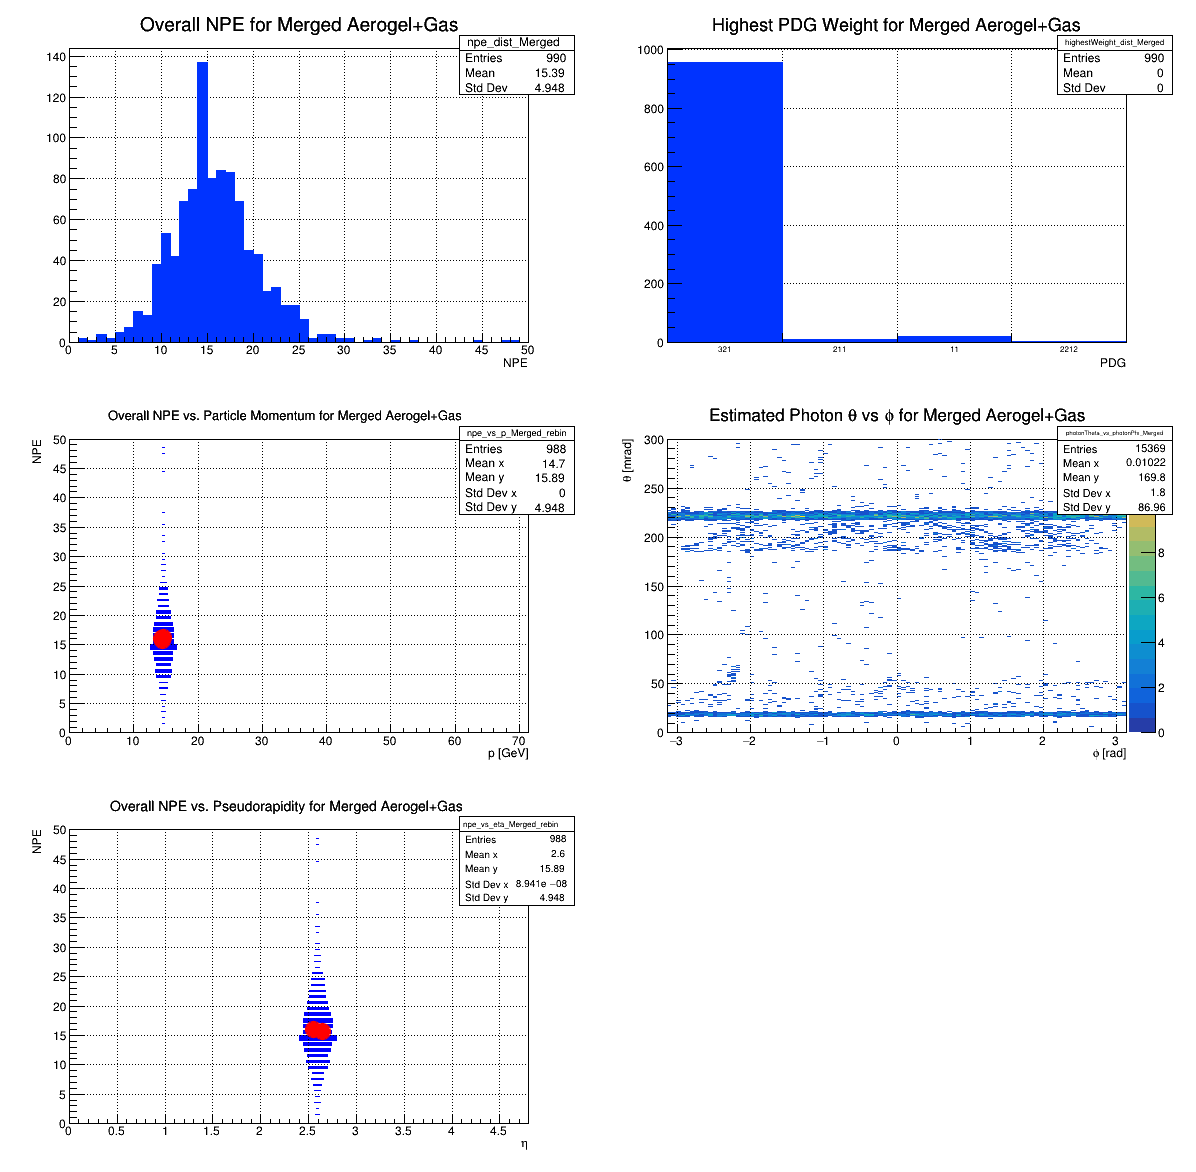 Overall NPE for Merged Aerogel+Gas
npe_dist_Merged
Entries 990
Mean 15.39
Std Dev 4.948
140
120
100
80
60
40
20
0
0 5 10 15 20 25 30 35 40 45 50
NPE
Highest PDG Weight for Merged Aerogel+Gas
highestWeight_dist_Merged
Entries 990
Mean 0
Std Dev 0
1000
800
600
400
200
0
321 211 11 2212
PDG
Overall NPE vs. Particle Momentum for Merged Aerogel+Gas
npe_vs_p_Merged_rebin
Entries 988
Mean x 14.7
Mean y 15.89
Std Dev x 0
Std Dev y 4.948
NPE
50
45
40
35
30
25
20
15
10
5
0
0 10 20 30 40 50 60 70
p [GeV]
Estimated Photon θ vs ϕ for Merged Aerogel+Gas
photonTheta_vs_photonPhi_Merged
Entries 15369
Mean x 0.01022
Mean y 169.8
Std Dev x 1.8
Std Dev y 86.96
θ [mrad]
300
250
200
150
100
50
0
−3 −2 −1 0 1 2 3
ϕ [rad]
8
6
4
2
0
Overall NPE vs. Pseudorapidity for Merged Aerogel+Gas
npe_vs_eta_Merged_rebin
Entries 988
Mean x 2.6
Mean y 15.89
Std Dev x 8.941e −08
Std Dev y 4.948
NPE
50
45
40
35
30
25
20
15
10
5
0
0 0.5 1 1.5 2 2.5 3 3.5 4 4.5
η